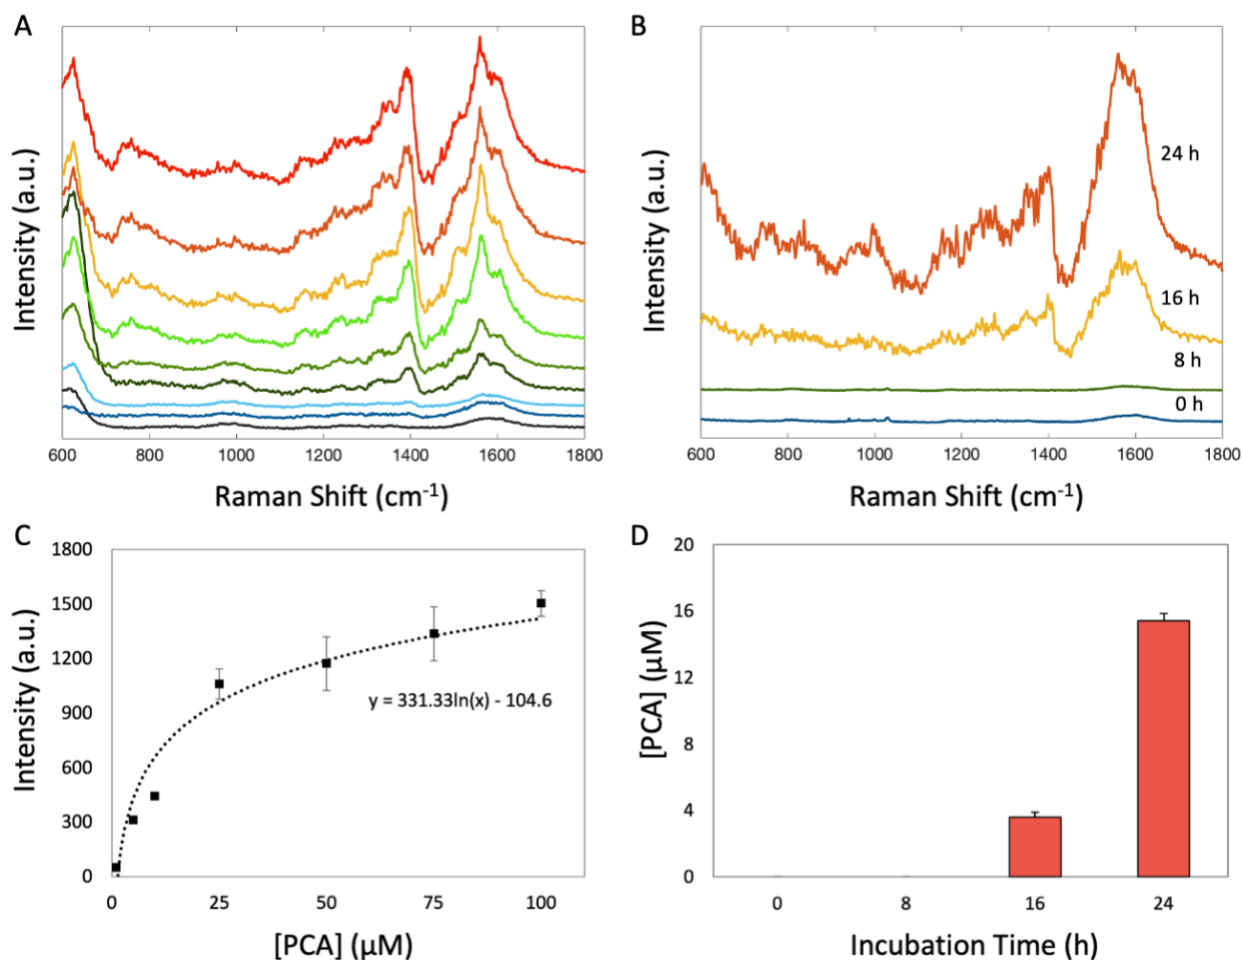 A
Intensity (a.u.)
600 800 1000 1200 1400 1600 1800
Raman Shift (cm-1)
B
Intensity (a.u.)
24 h
16 h
8 h
0 h
600 800 1000 1200 1400 1600 1800
Raman Shift (cm-1)
C
Intensity (a.u.)
1800
1500
1200
900
600
300
0
y = 331.33ln(x) - 104.6
0 25 50 75 100
[PCA] (μM)
D
[PCA] (μM)
20
16
12
8
4
0
0 8 16 24
Incubation Time (h)